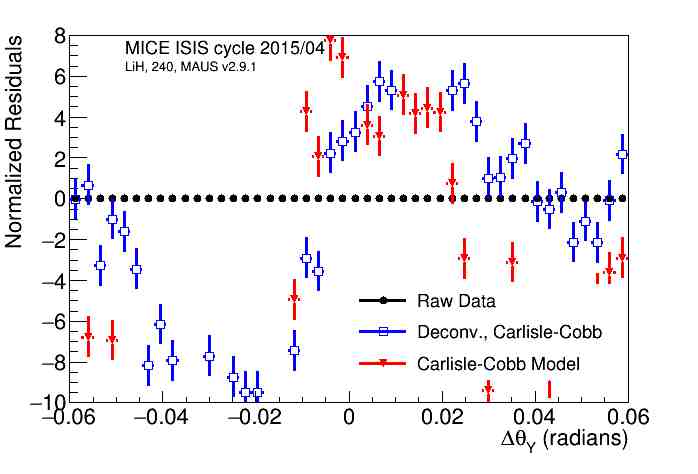 MICE ISIS cycle 2015/04
LiH, 240, MAUS v2.9.1
Normalized Residuals
8
6
4
2
0
−2
−4
−6
−8
−10
Raw Data
Deconv., Carlisle-Cobb
Carlisle-Cobb Model
−0.06 −0.04 −0.02 0 0.02 0.04 0.06
Δθ_Y (radians)